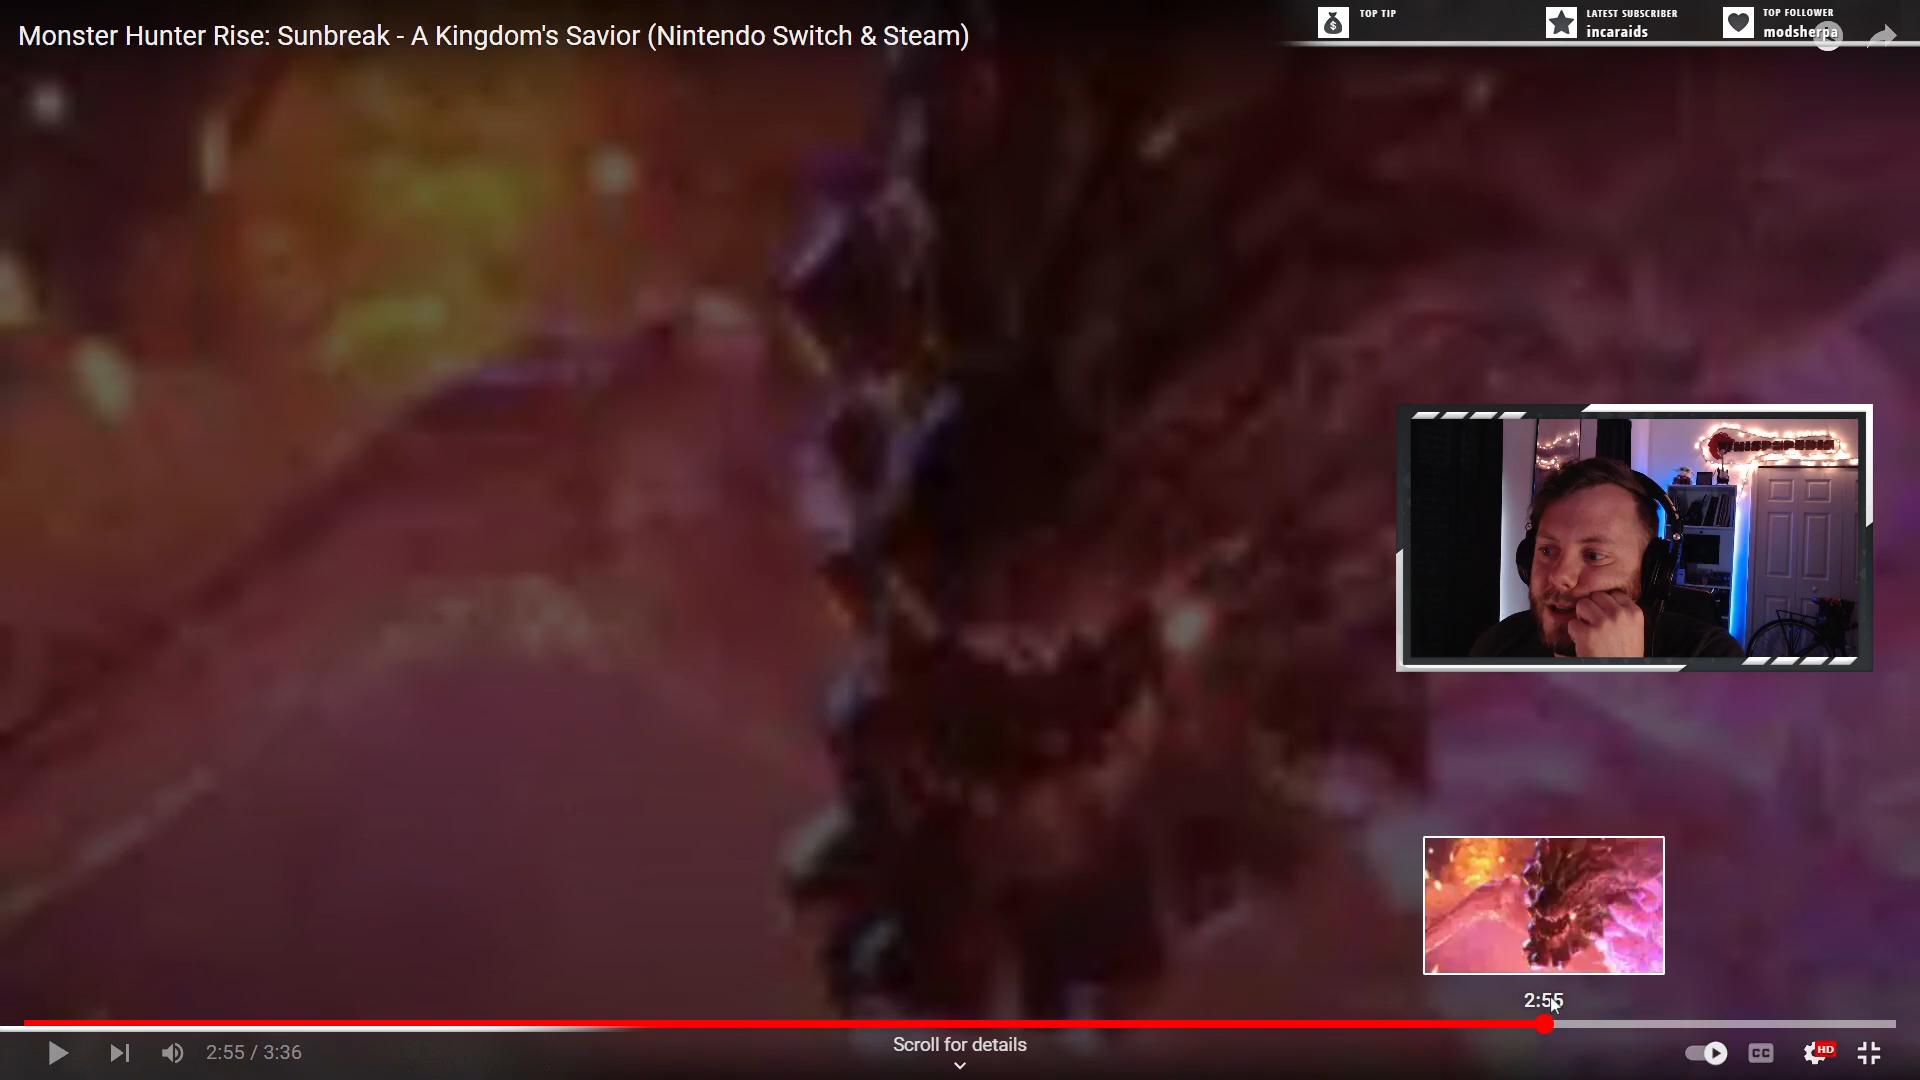 Monster Hunter Rise: Sunbreak - A Kingdom's Savior (Nintendo Switch & Steam)
TOP TIP
LATEST SUBSCRIBER
incaraids
TOP FOLLOWER
modsherpa
2:55
2:55 / 3:36
Scroll for details
CC
HD